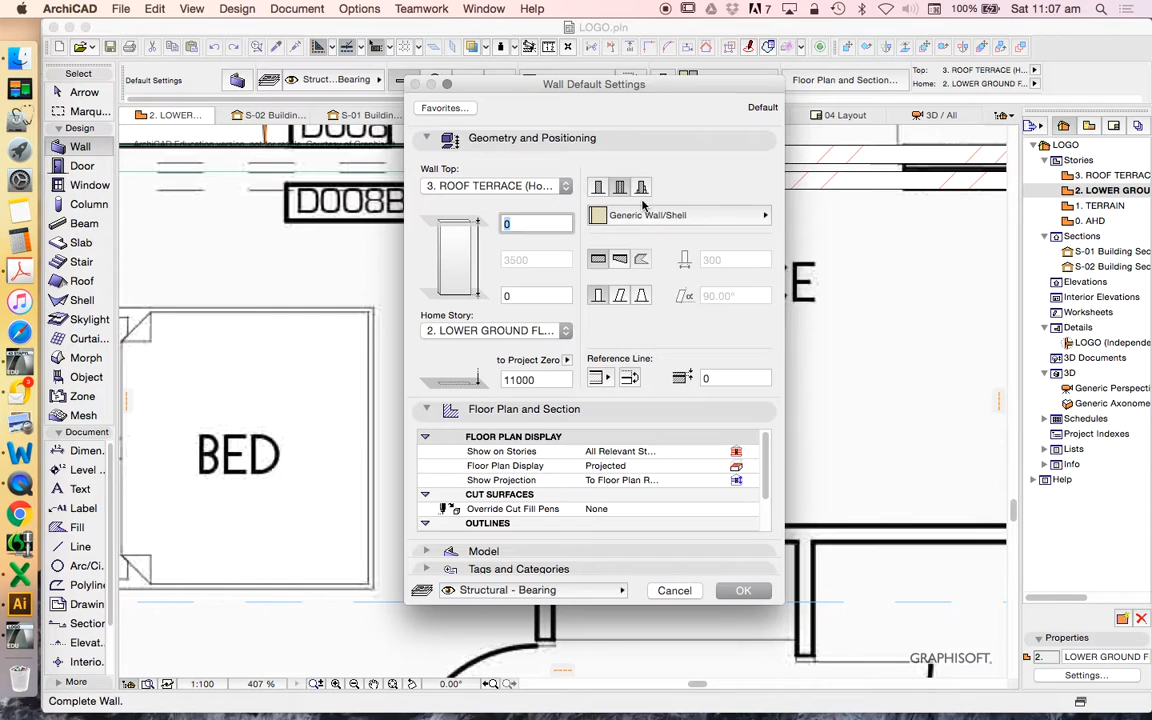 ArchiCAD File Edit View Design Document Options Teamwork Window Help
100% Sat 11:07 am
LOGO.pln
Default Settings
Struct...Bearing
Floor Plan and Section...
Top: 3. ROOF TERRACE (H...
Home: 2. LOWER GROUND F...
2. LOWER...
S-02 Buildin...
S-01 Buildin...
04 Layout
3D / All
Select
Arrow
Marqu...
Design
Wall
Door
Window
Column
Beam
Slab
Stair
Roof
Shell
Skylight
Curtai...
Morph
Object
Zone
Mesh
Document
Dimen...
Level ...
Text
Label
Fill
Line
Arc/Ci...
Polylin
Drawin
Section
Elevat.
Interio.
More
D008
D008B
BED
E
Wall Default Settings
Favorites...
Default
Geometry and Positioning
Wall Top:
3. ROOF TERRACE (Ho...
0
3500
0
Home Story:
2. LOWER GROUND FL...
to Project Zero
11000
Generic Wall/Shell
300
90.00°
Reference Line:
0
Floor Plan and Section
FLOOR PLAN DISPLAY
Show on Stories All Relevant St...
Floor Plan Display Projected
Show Projection To Floor Plan R...
CUT SURFACES
Override Cut Fill Pens None
OUTLINES
Model
Tags and Categories
Structural - Bearing
Cancel
OK
LOGO
Stories
3. ROOF TERRAC
2. LOWER GROU
1. TERRAIN
0. AHD
Sections
S-01 Building Sec
S-02 Building Sec
Elevations
Interior Elevations
Worksheets
Details
LOGO (Independe
3D Documents
3D
Generic Perspecti
Generic Axonome
Schedules
Project Indexes
Lists
Info
Help
Properties
2. LOWER GROUND F
Settings...
GRAPHISOFT.
1:100
407 %
0.00°
Complete Wall.